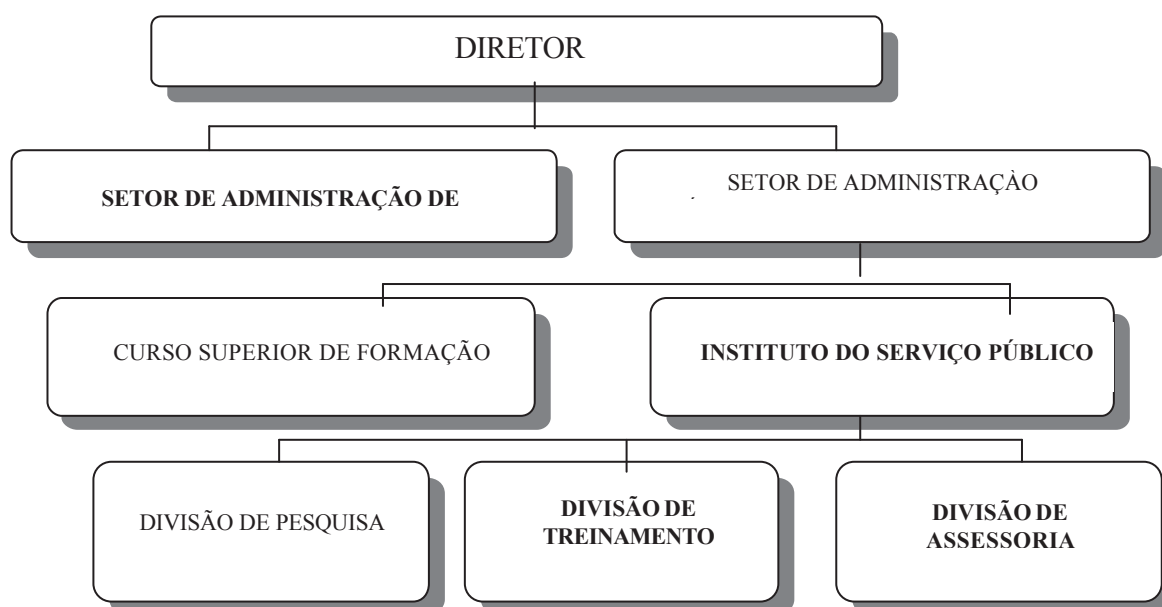 DIRETOR
SETOR DE ADMINISTRAÇÃO DE
SETOR DE ADMINISTRAÇÀO
CURSO SUPERIOR DE FORMAÇÃO
INSTITUTO DO SERVIÇO PÚBLICO
DIVISÃO DE PESQUISA
DIVISÃO DE
TREINAMENTO
DIVISÃO DE
ASSESSORIA